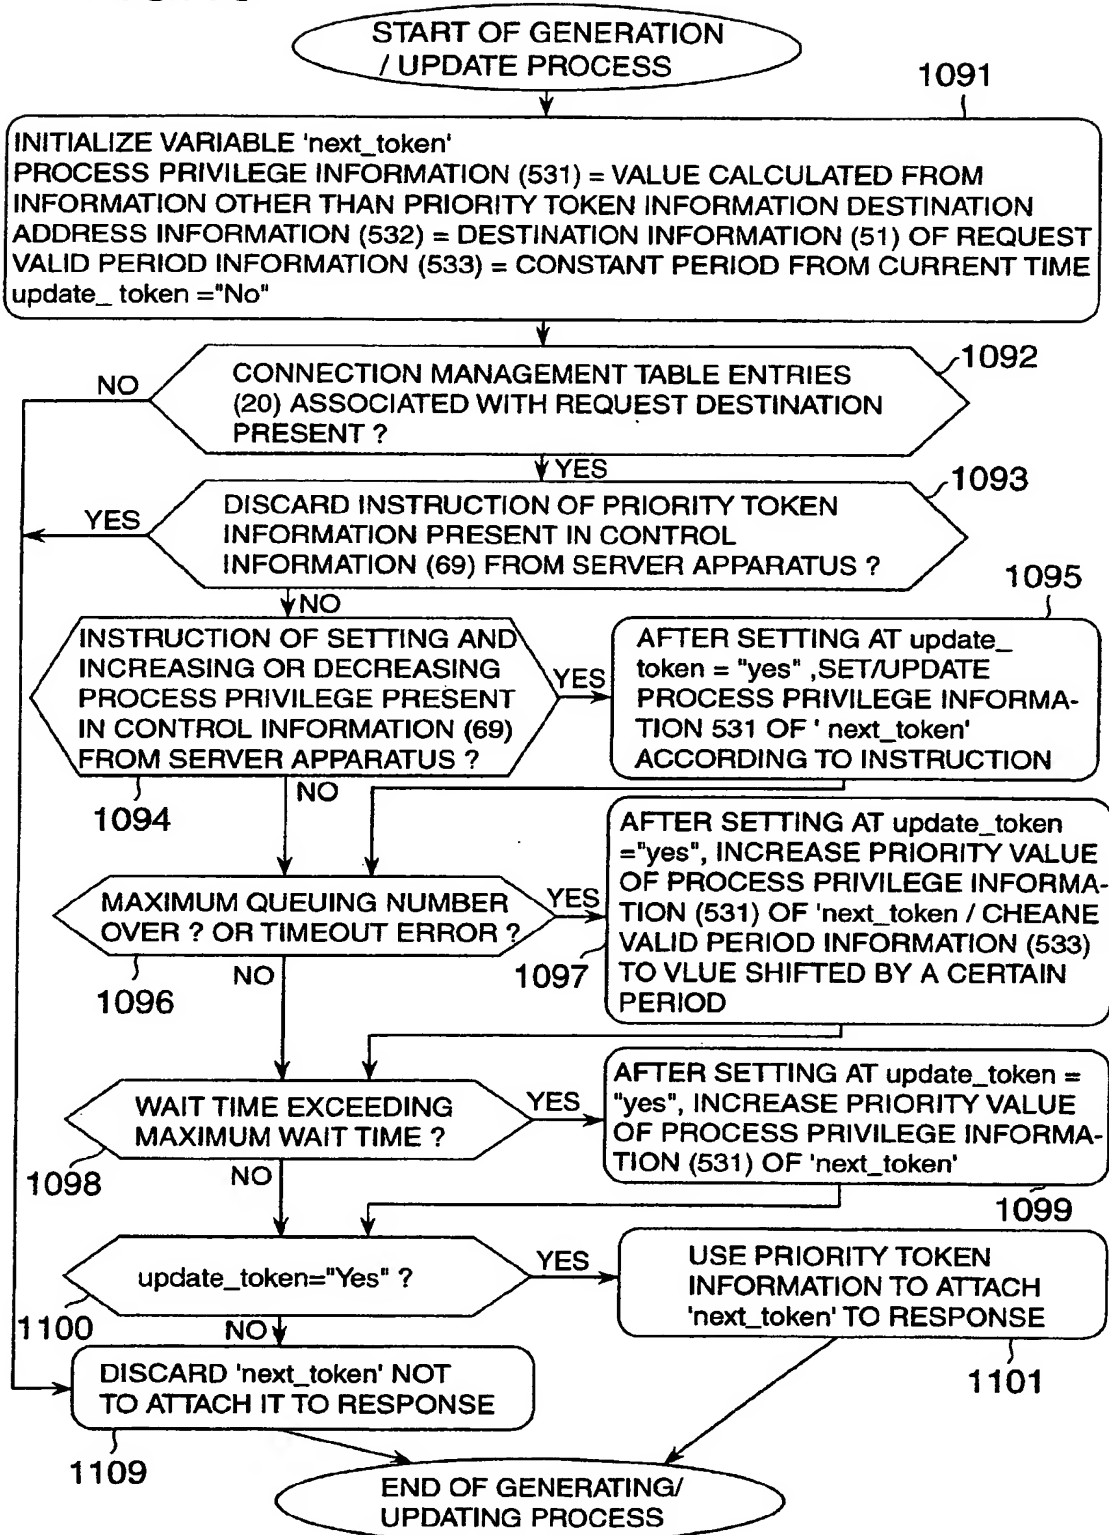 START OF GENERATION
/ UPDATE PROCESS
1091
INITIALIZE VARIABLE 'next_token'
PROCESS PRIVILEGE INFORMATION (531) = VALUE CALCULATED FROM
INFORMATION OTHER THAN PRIORITY TOKEN INFORMATION DESTINATION
ADDRESS INFORMATION (532) = DESTINATION INFORMATION (51) OF REQUEST
VALID PERIOD INFORMATION (533) = CONSTANT PERIOD FROM CURRENT TIME
update_ token ="No"
1092
NO
CONNECTION MANAGEMENT TABLE ENTRIES
(20) ASSOCIATED WITH REQUEST DESTINATION
PRESENT ?
YES
1093
YES
DISCARD INSTRUCTION OF PRIORITY TOKEN
INFORMATION PRESENT IN CONTROL
INFORMATION (69) FROM SERVER APPARATUS ?
NO
1095
INSTRUCTION OF SETTING AND
INCREASING OR DECREASING
PROCESS PRIVILEGE PRESENT
IN CONTROL INFORMATION (69)
FROM SERVER APPARATUS ?
YES
AFTER SETTING AT update_
token = "yes" ,SET/UPDATE
PROCESS PRIVILEGE INFORMA-
TION 531 OF ' next_token'
ACCORDING TO INSTRUCTION
1094
NO
AFTER SETTING AT update_token
="yes", INCREASE PRIORITY VALUE
OF PROCESS PRIVILEGE INFORMA-
TION (531) OF 'next_token / CHEANE
VALID PERIOD INFORMATION (533)
TO VLUE SHIFTED BY A CERTAIN
PERIOD
MAXIMUM QUEUING NUMBER
OVER ? OR TIMEOUT ERROR ?
YES
1097
1096
NO
WAIT TIME EXCEEDING
MAXIMUM WAIT TIME ?
YES
AFTER SETTING AT update_token =
"yes", INCREASE PRIORITY VALUE
OF PROCESS PRIVILEGE INFORMA-
TION (531) OF 'next_token'
1098
NO
1099
update_token="Yes" ?
YES
USE PRIORITY TOKEN
INFORMATION TO ATTACH
'next_token' TO RESPONSE
1100
NO
1101
DISCARD 'next_token' NOT
TO ATTACH IT TO RESPONSE
1109
END OF GENERATING/
UPDATING PROCESS